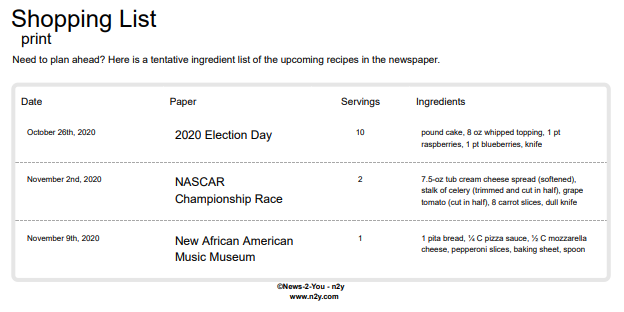 Shopping List
print
Need to plan ahead? Here is a tentative ingredient list of the upcoming recipes in the newspaper.
Date Paper Servings Ingredients
October 26th, 2020 2020 Election Day 10 pound cake, 8 oz whipped topping, 1 pt
raspberries, 1 pt blueberries, knife
November 2nd, 2020 NASCAR 2 7.5-oz tub cream cheese spread (softened),
Championship Race stalk of celery (trimmed and cut in half), grape
tomato (cut in half), 8 carrot slices, dull knife
November 9th, 2020 New African American 1 1 pita bread, ¼ C pizza sauce, ½ C mozzarella
Music Museum cheese, pepperoni slices, baking sheet, spoon
©News-2-You - n2y
www.n2y.com